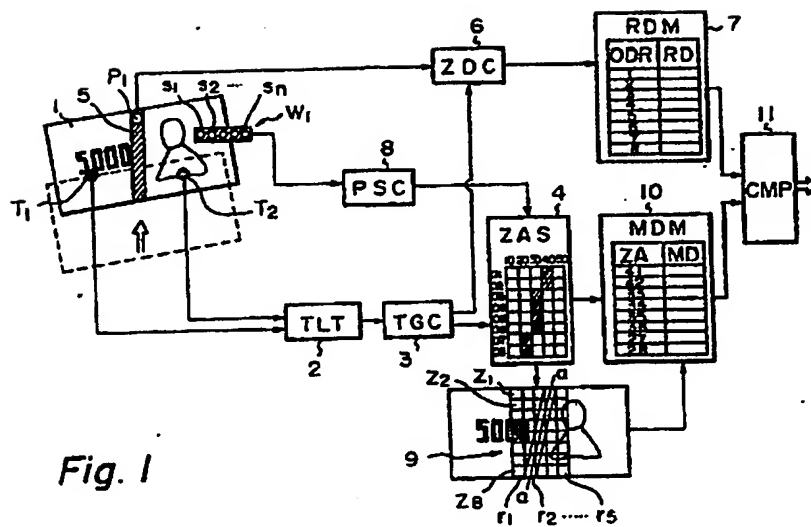 6
ZDC
RDM
7
ODR RD
P1
5
1
S1 S2 ... Sn
W1
5000
T1
T2
8
PSC
4
ZAS
11
CMP
10
MDM
ZA MD
TLT
2
TGC
3
Z1
Z2
a
5000
9
Z8
r1
a
r2 ..... r5
Fig. 1